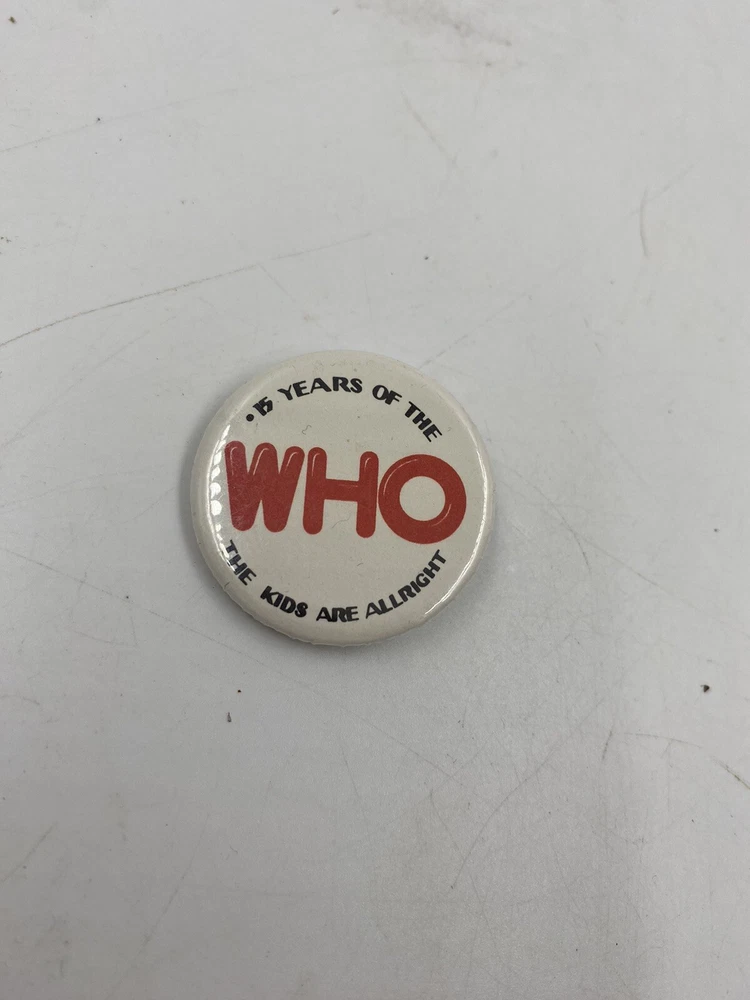 • 15 YEARS OF THE
WHO
THE KIDS ARE ALLRIGHT